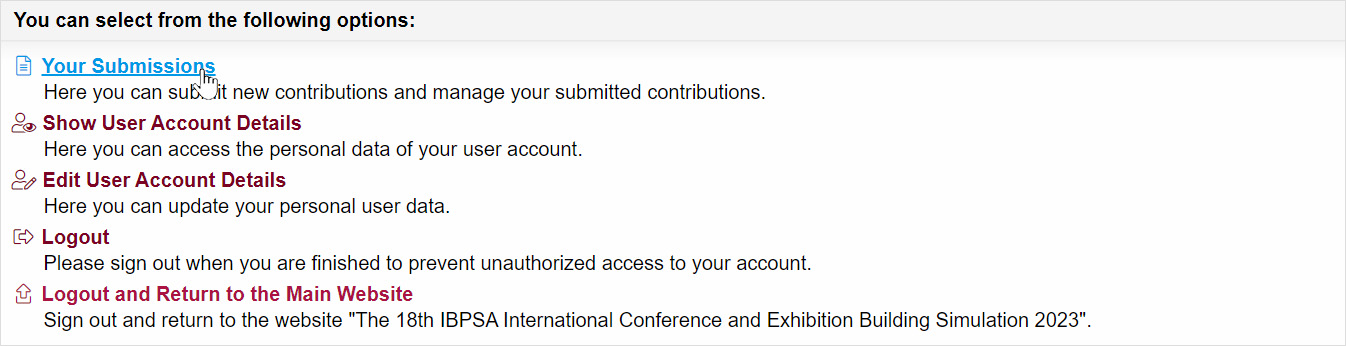 You can select from the following options:
Your Submissions
Here you can submit new contributions and manage your submitted contributions.
Show User Account Details
Here you can access the personal data of your user account.
Edit User Account Details
Here you can update your personal user data.
Logout
Please sign out when you are finished to prevent unauthorized access to your account.
Logout and Return to the Main Website
Sign out and return to the website "The 18th IBPSA International Conference and Exhibition Building Simulation 2023".